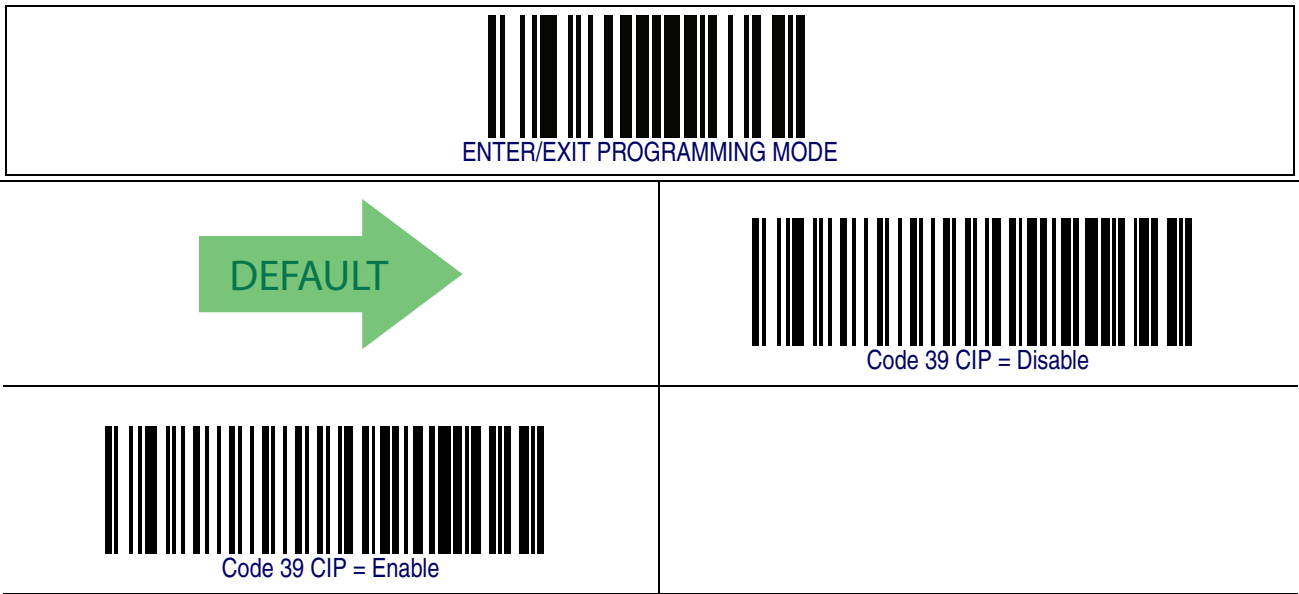 ENTER/EXIT PROGRAMMING MODE
DEFAULT
Code 39 CIP = Disable
Code 39 CIP = Enable